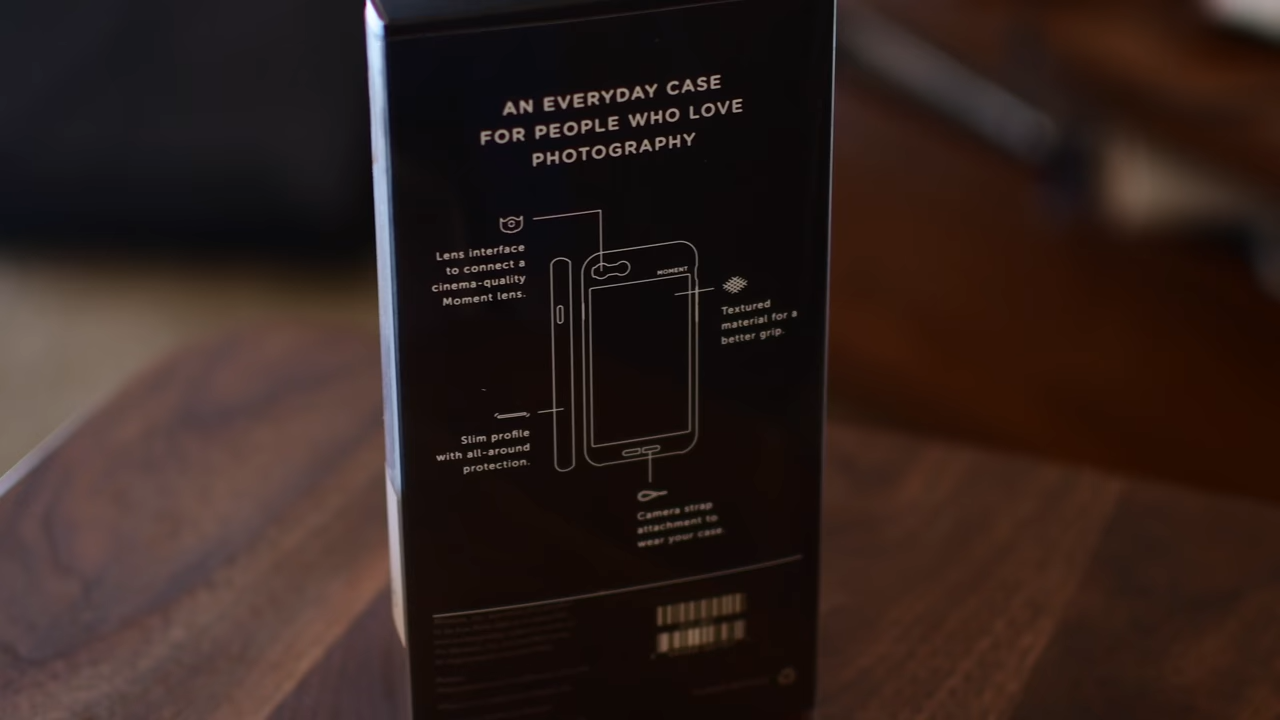 AN EVERYDAY CASE
FOR PEOPLE WHO LOVE
PHOTOGRAPHY
Lens interface
to connect a
cinema-quality
Moment lens.
MOMENT
Textured
material for a
better grip.
Slim profile
with all-around
protection.
Camera strap
attachment to
wear your case.